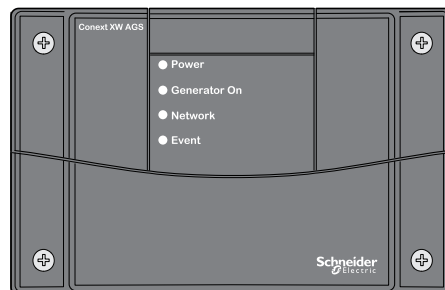 Conext XW AGS
Power
Generator On
Network
Event
Schneider
Electric